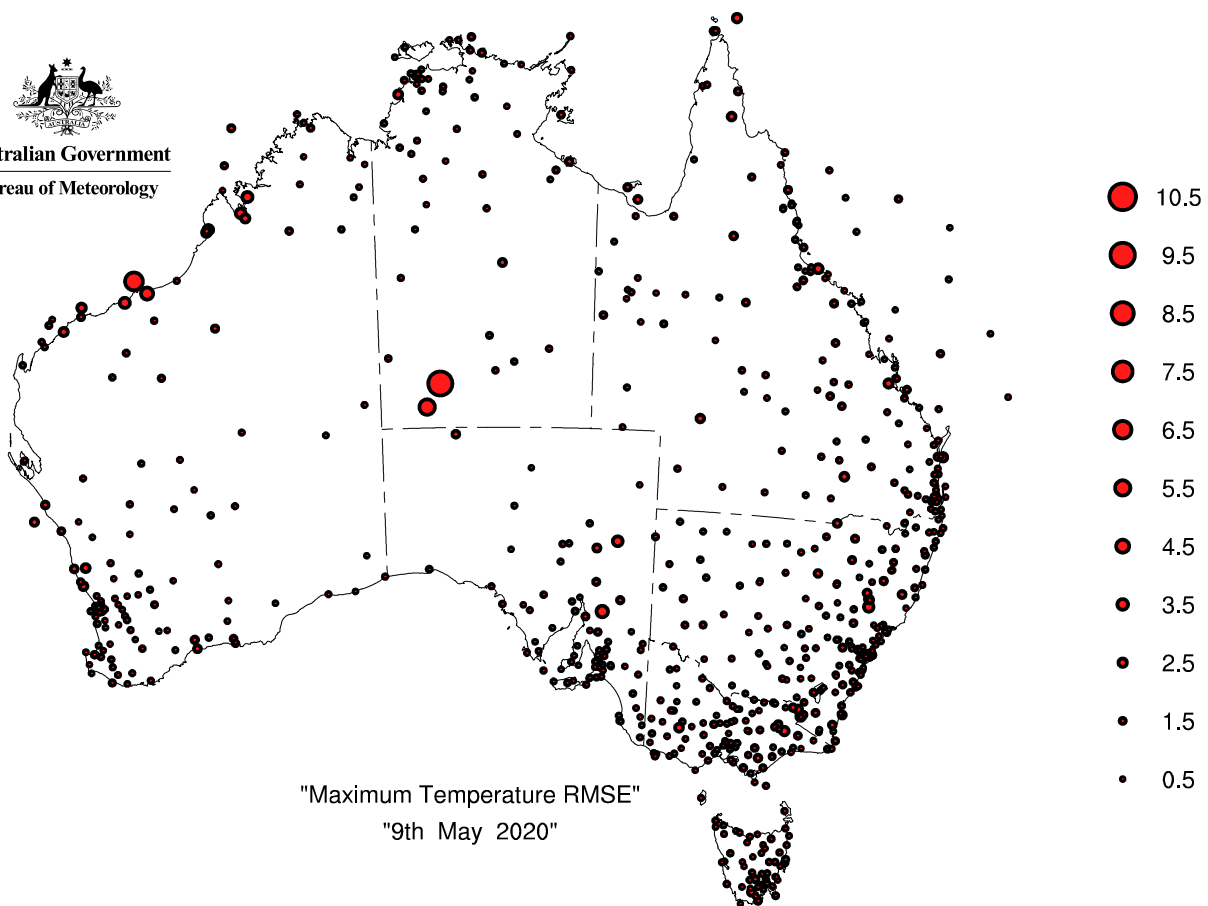 AUSTRALIA
tralian Government
reau of Meteorology
10.5
9.5
8.5
7.5
6.5
5.5
4.5
3.5
2.5
1.5
0.5
"Maximum Temperature RMSE"
"9th May 2020"